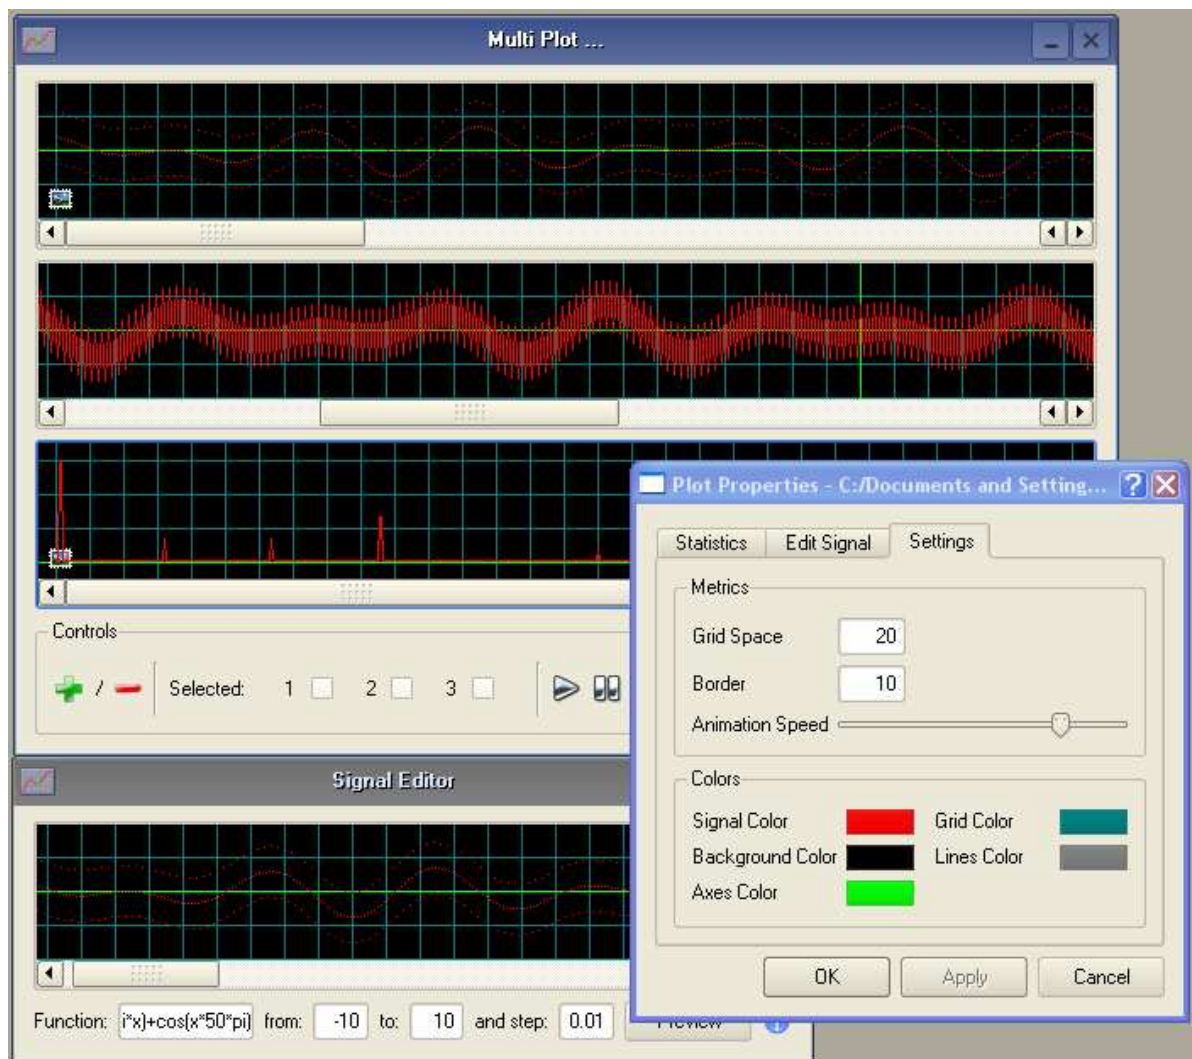 Multi Plot ...
Plot Properties - C:/Documents and Setting...
Statistics Edit Signal Settings
Metrics
Grid Space 20
Border 10
Animation Speed
Colors
Signal Color Grid Color
Background Color Lines Color
Axes Color
OK Apply Cancel
Controls
/ Selected: 1 2 3
Signal Editor
Function: i*x)+cos(x*50*pi) from: -10 to: 10 and step: 0.01 Preview